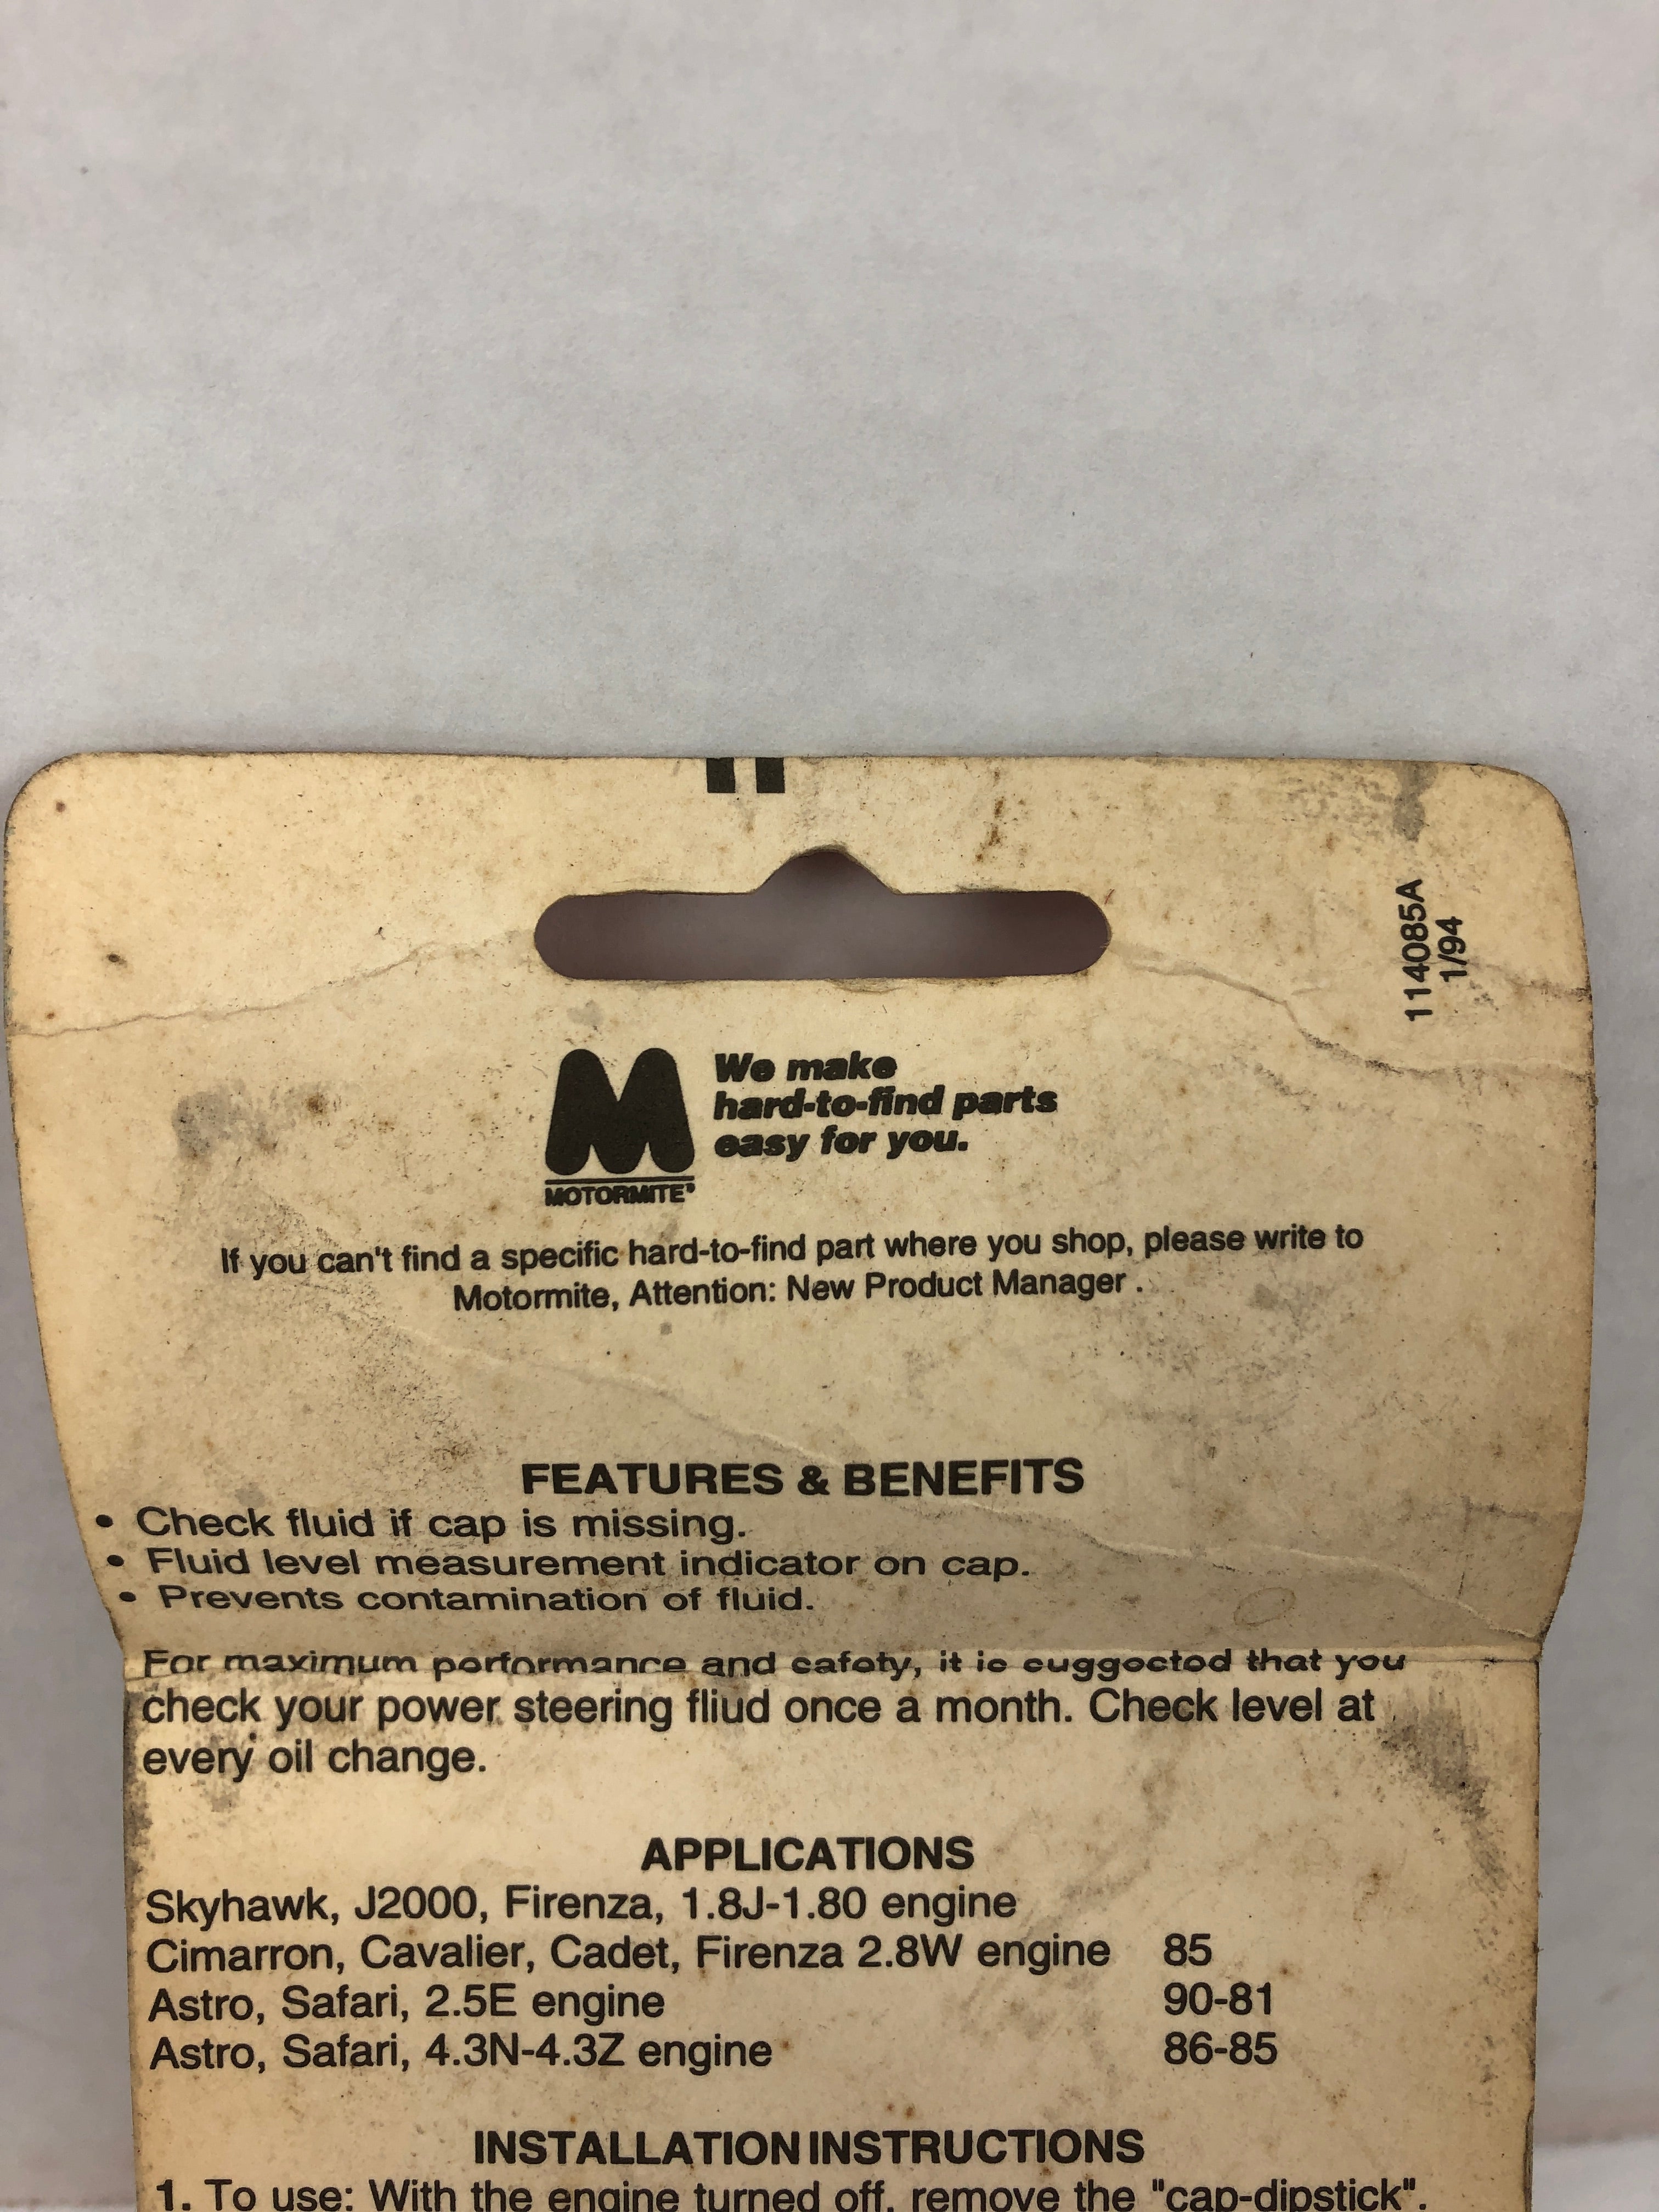 114085A
1/94
We make
hard-to-find parts
easy for you.
MOTORMITE®
If you can't find a specific hard-to-find part where you shop, please write to
Motormite, Attention: New Product Manager .
FEATURES & BENEFITS
• Check fluid if cap is missing.
• Fluid level measurement indicator on cap.
• Prevents contamination of fluid.
For maximum performance and safety, it is suggested that you
check your power steering fliud once a month. Check level at
every oil change.
APPLICATIONS
Skyhawk, J2000, Firenza, 1.8J-1.80 engine
Cimarron, Cavalier, Cadet, Firenza 2.8W engine 85
Astro, Safari, 2.5E engine 90-81
Astro, Safari, 4.3N-4.3Z engine 86-85
INSTALLATION INSTRUCTIONS
1. To use: With the engine turned off, remove the "cap-dipstick".